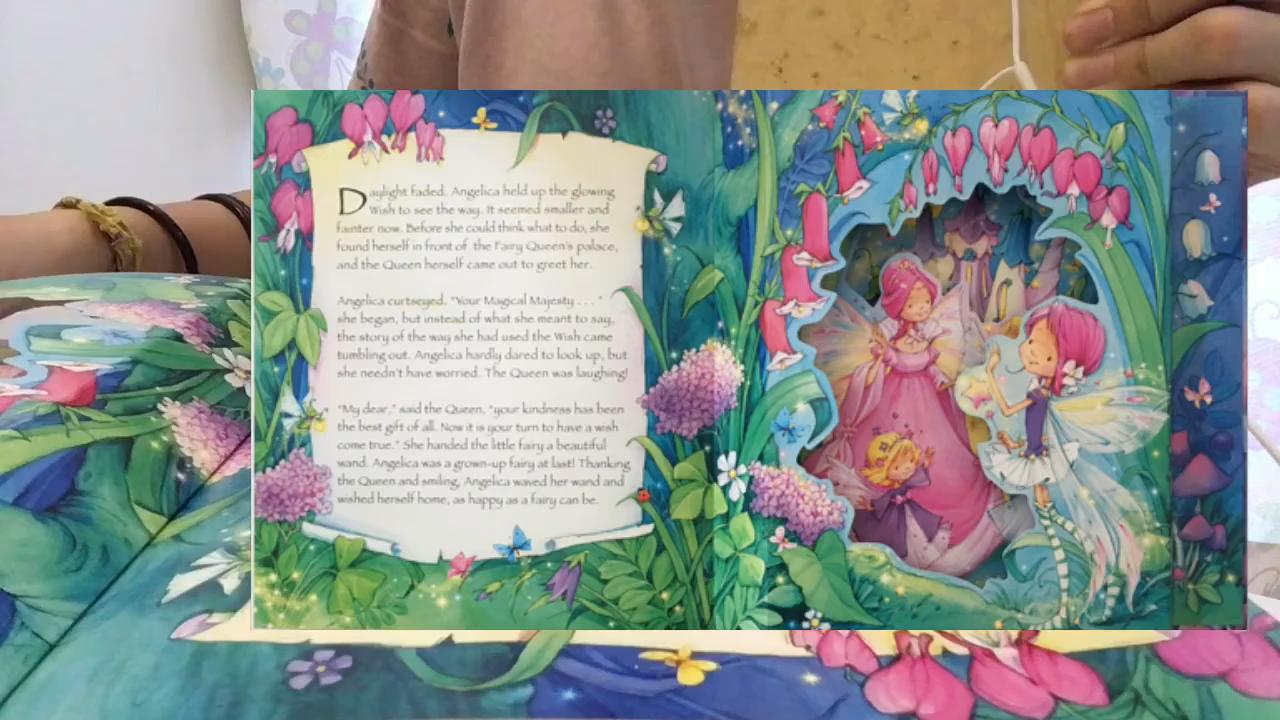 Daylight faded. Angelica held up the glowing
Wish to see the way. It seemed smaller and
fainter now. Before she could think what to do, she
found herself in front of the Fairy Queen's palace,
and the Queen herself came out to greet her.
Angelica curtseyed. "Your Magical Majesty . . . "
she began, but instead of what she meant to say,
the story of the way she had used the Wish came
tumbling out. Angelica hardly dared to look up, but
she needn't have worried. The Queen was laughing!
"My dear," said the Queen, "your kindness has been
the best gift of all. Now it is your turn to have a wish
come true." She handed the little fairy a beautiful
wand. Angelica was a grown-up fairy at last! Thanking
the Queen and smiling, Angelica waved her wand and
wished herself home, as happy as a fairy can be.